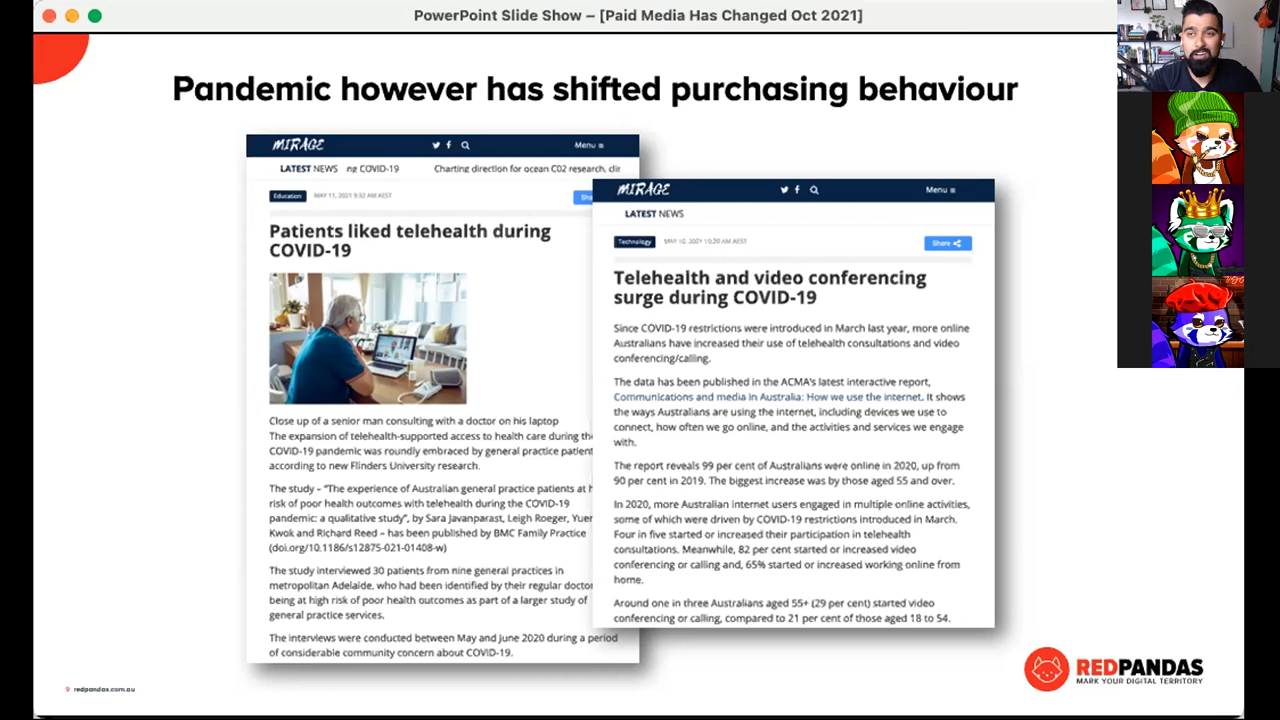 PowerPoint Slide Show – [Paid Media Has Changed Oct 2021]
Pandemic however has shifted purchasing behaviour
MIRAGE
Menu
LATEST NEWS ng COVID-19 Charting direction for ocean C02 research, cli
Education MAY 11, 2021 9:52 AM AEST
Sha
Patients liked telehealth during
COVID-19
Close up of a senior man consulting with a doctor on his laptop
The expansion of telehealth-supported access to health care during the
COVID-19 pandemic was roundly embraced by general practice patient
according to new Flinders University research.
The study – “The experience of Australian general practice patients at h
risk of poor health outcomes with telehealth during the COVID-19
pandemic: a qualitative study”, by Sara Javanparast, Leigh Roeger, Yuen
Kwok and Richard Reed – has been published by BMC Family Practice
(doi.org/10.1186/s12875-021-01408-w)
The study interviewed 30 patients from nine general practices in
metropolitan Adelaide, who had been identified by their regular doctor
being at high risk of poor health outcomes as part of a larger study of
general practice services.
The interviews were conducted between May and June 2020 during a period
of considerable community concern about COVID-19.
MIRAGE
Menu
LATEST NEWS
Technology MAY 10, 2021 10:20 AM AEST
Share
Telehealth and video conferencing
surge during COVID-19
Since COVID-19 restrictions were introduced in March last year, more online
Australians have increased their use of telehealth consultations and video
conferencing/calling.
The data has been published in the ACMA's latest interactive report,
Communications and media in Australia: How we use the internet. It shows
the ways Australians are using the internet, including devices we use to
connect, how often we go online, and the activities and services we engage
with.
The report reveals 99 per cent of Australians were online in 2020, up from
90 per cent in 2019. The biggest increase was by those aged 55 and over.
In 2020, more Australian internet users engaged in multiple online activities,
some of which were driven by COVID-19 restrictions introduced in March.
Four in five started or increased their participation in telehealth
consultations. Meanwhile, 82 per cent started or increased video
conferencing or calling and, 65% started or increased working online from
home.
Around one in three Australians aged 55+ (29 per cent) started video
conferencing or calling, compared to 21 per cent of those aged 18 to 54.
9 redpandas.com.au
REDPANDAS
MARK YOUR DIGITAL TERRITORY